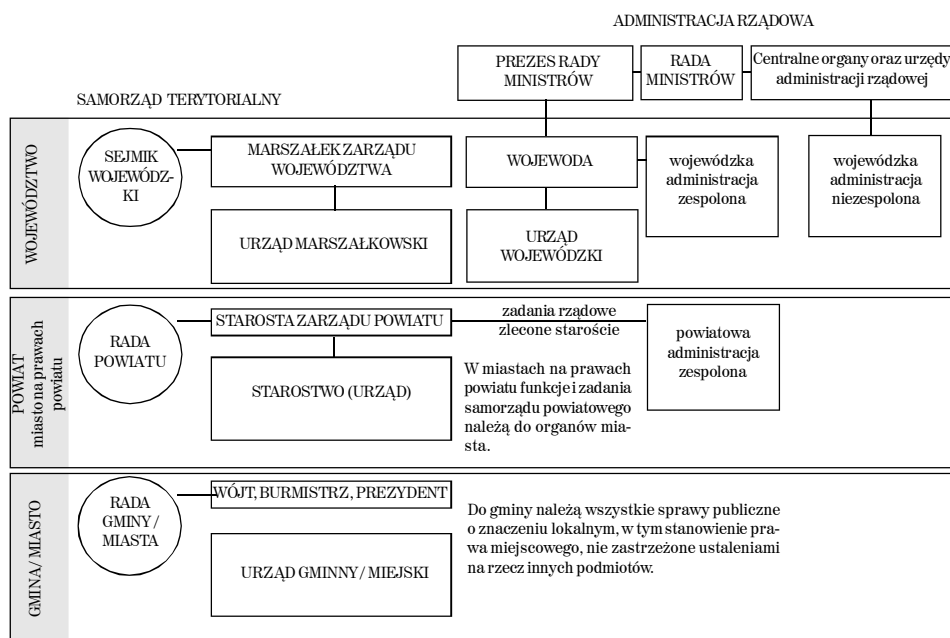 ADMINISTRACJA RZĄDOWA
PREZES RADY
MINISTRÓW
RADA
MINISTRÓW
Centralne organy oraz urzędy
administracji rządowej
SAMORZĄD TERYTORIALNY
WOJEWÓDZTWO
SEJMIK
WOJEWÓDZ-
KI
MARSZAŁEK ZARZĄDU
WOJEWÓDZTWA
URZĄD MARSZAŁKOWSKI
WOJEWODA
URZĄD
WOJEWÓDZKI
wojewódzka
administracja
zespolona
wojewódzka
administracja
niezespolona
POWIAT
miasto na prawach
powiatu
RADA
POWIATU
STAROSTA ZARZĄDU POWIATU
STAROSTWO (URZĄD)
zadania rządowe
zlecone staroście
W miastach na prawach
powiatu funkcje i zadania
samorządu powiatowego
należą do organów mia-
sta.
powiatowa
administracja
zespolona
GMINA / MIASTO
RADA
GMINY /
MIASTA
WÓJT, BURMISTRZ, PREZYDENT
URZĄD GMINNY / MIEJSKI
Do gminy należą wszystkie sprawy publiczne
o znaczeniu lokalnym, w tym stanowienie pra-
wa miejscowego, nie zastrzeżone ustaleniami
na rzecz innych podmiotów.